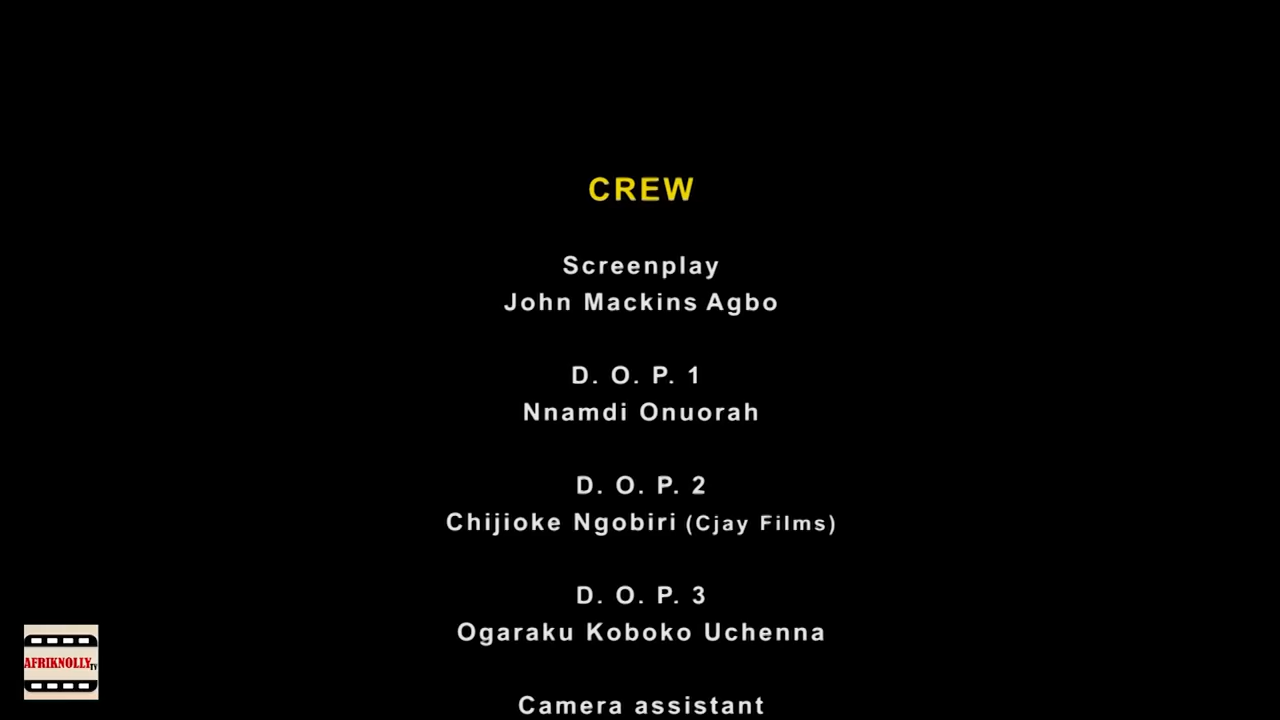 CREW
Screenplay
John Mackins Agbo
D. O. P. 1
Nnamdi Onuorah
D. O. P. 2
Chijioke Ngobiri (Cjay Films)
D. O. P. 3
Ogaraku Koboko Uchenna
AFRIKNOLLY TV
Camera assistant